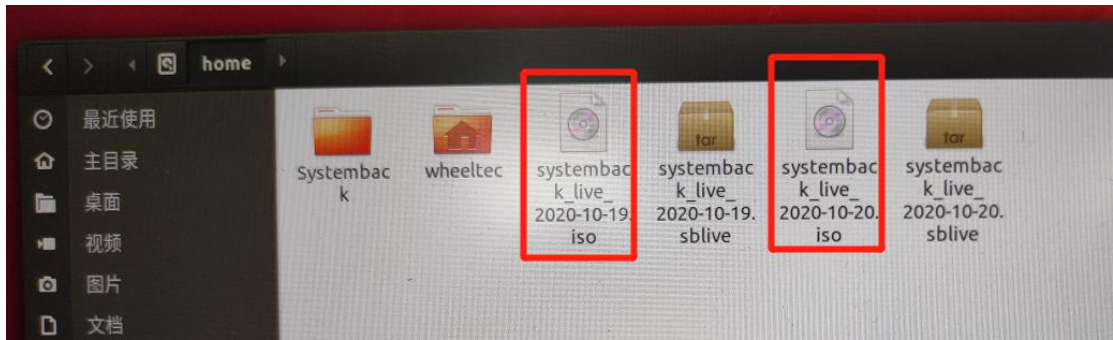 home
最近使用
主目录
桌面
视频
图片
文档
Systembac
k
wheeltec
systembac
k_live_
2020-10-19.
iso
tar
systembac
k_live_
2020-10-19.
sblive
systembac
k_live_
2020-10-20.
iso
tar
systembac
k_live_
2020-10-20.
sblive